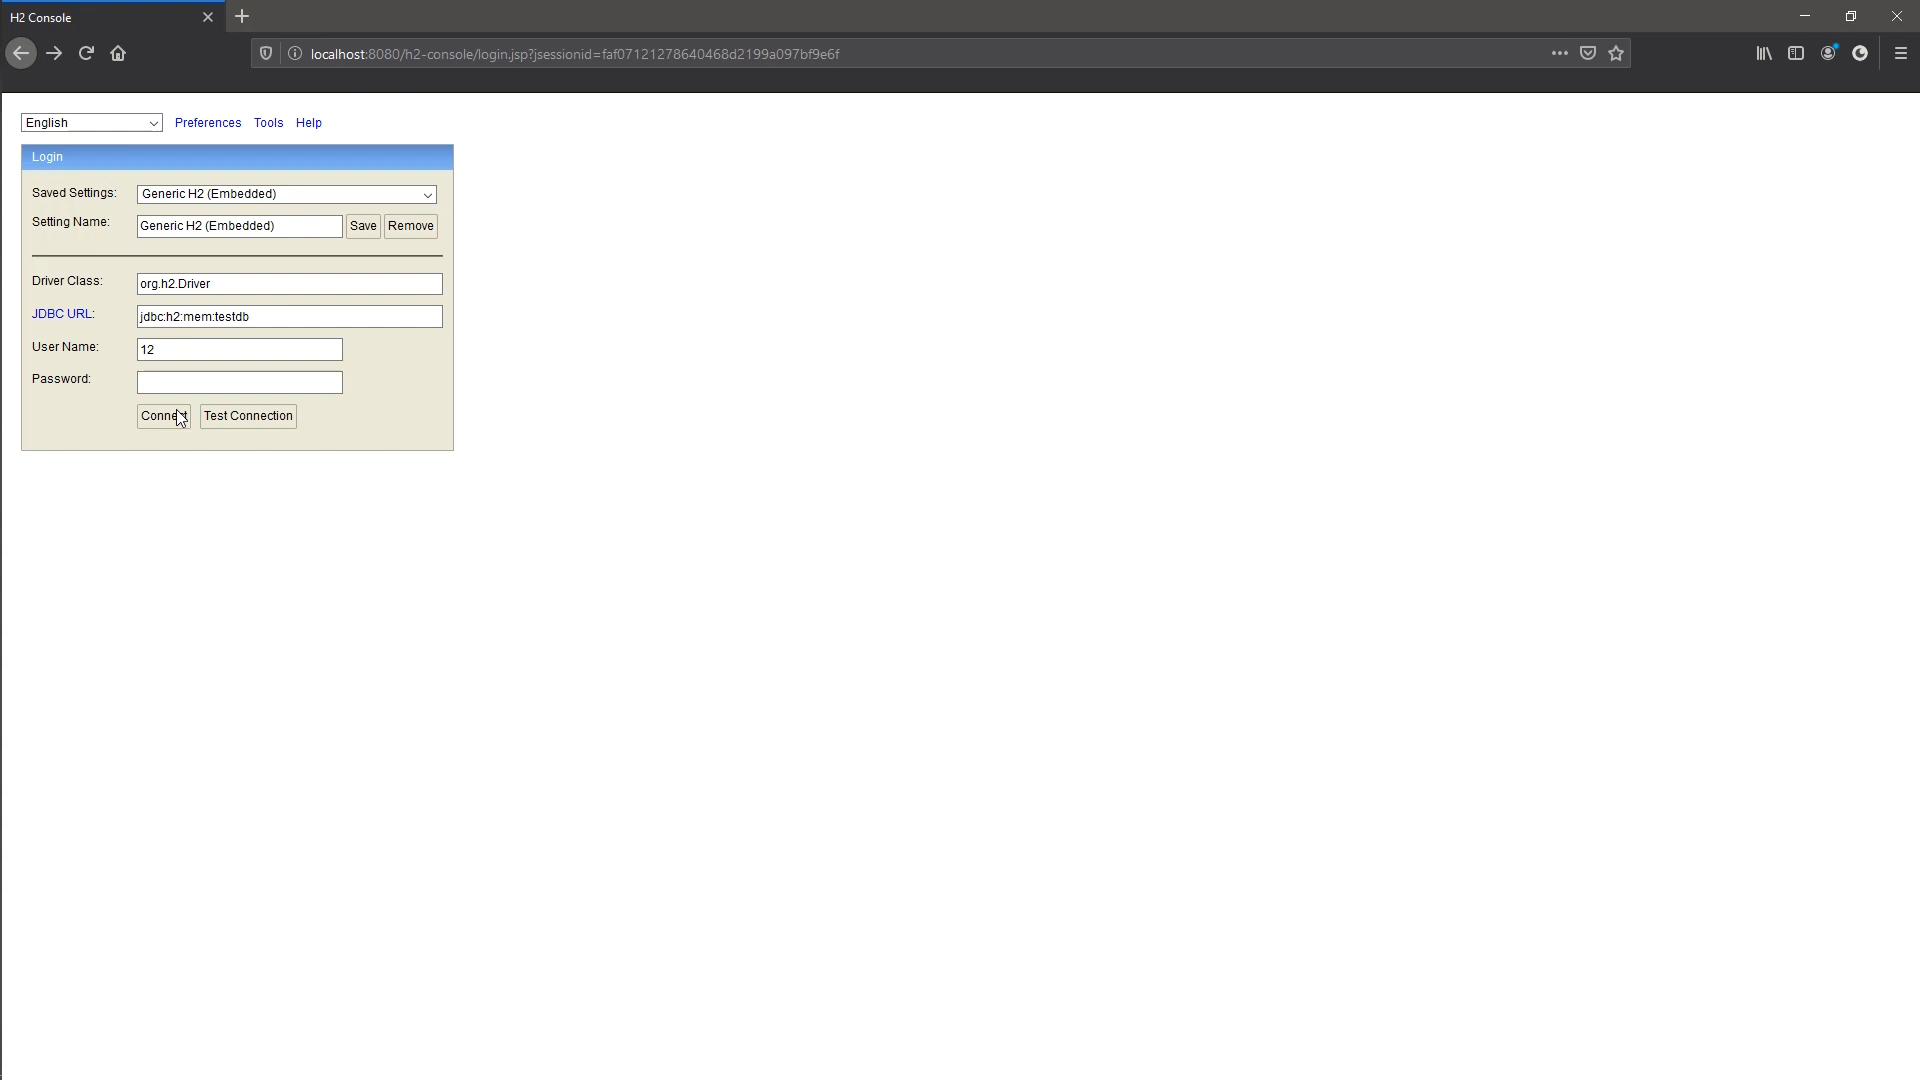 H2 Console
localhost:8080/h2-console/login.jsp?jsessionid=faf07121278640468d2199a097bf9e6f
English Preferences Tools Help
Login
Saved Settings: Generic H2 (Embedded)
Setting Name: Generic H2 (Embedded) Save Remove
Driver Class: org.h2.Driver
JDBC URL: jdbc:h2:mem:testdb
User Name: 12
Password:
Connect Test Connection